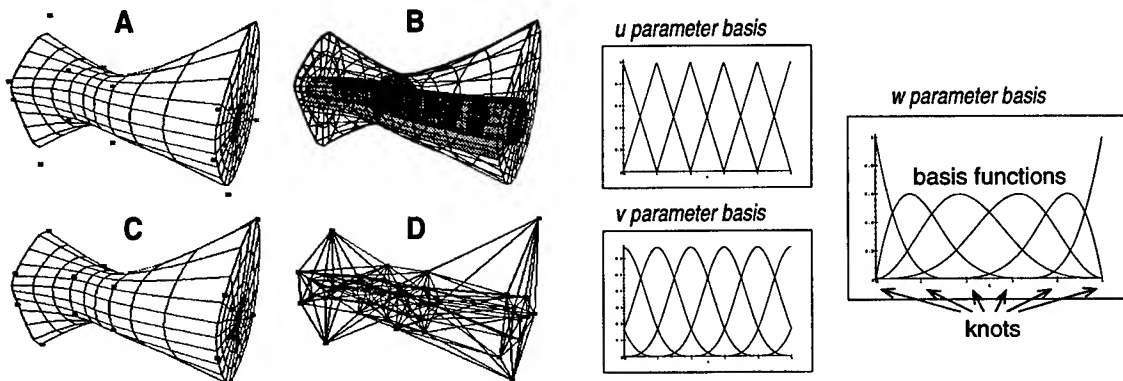 A
B
u parameter basis
w parameter basis
basis functions
C
D
v parameter basis
knots